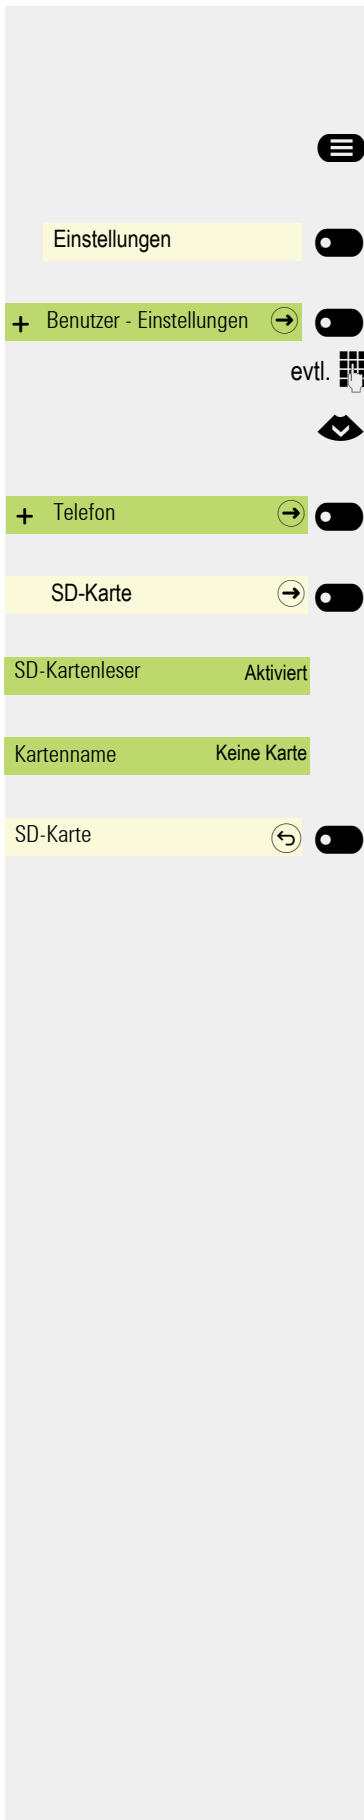 Einstellungen
+ Benutzer - Einstellungen
evtl.
+ Telefon
SD-Karte
SD-Kartenleser Aktiviert
Kartenname Keine Karte
SD-Karte